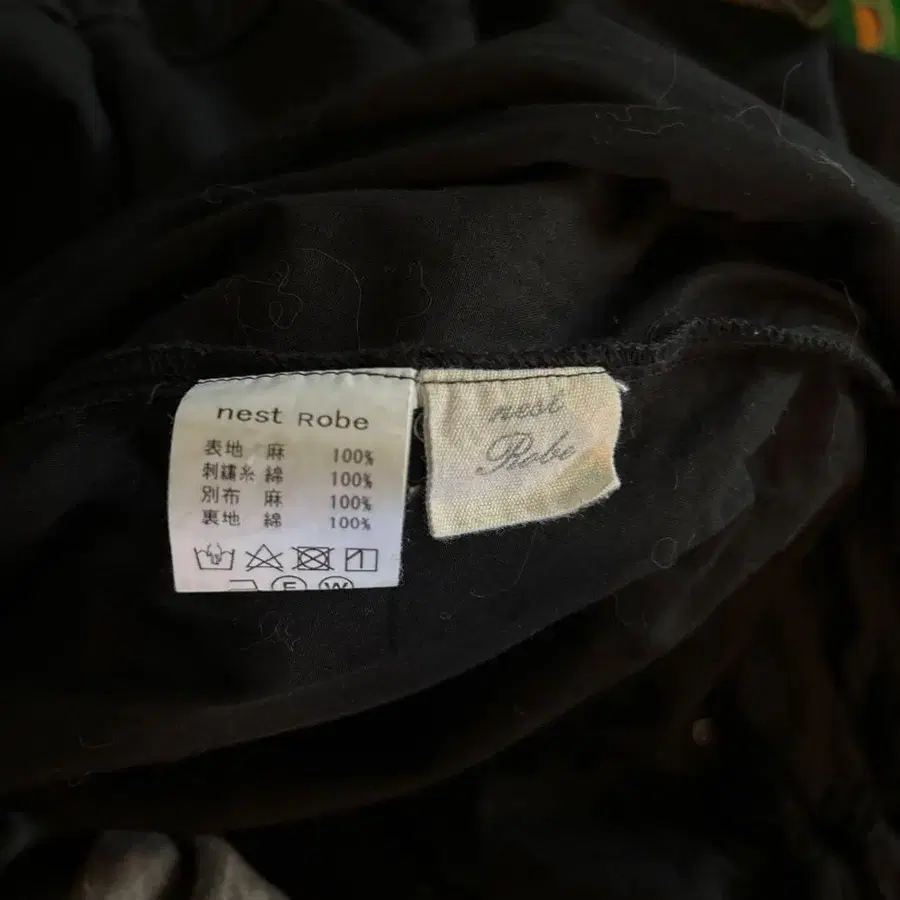 nest Robe
表地 麻 100%
刺繍糸 綿 100%
別布 麻 100%
裏地 綿 100%
F W
nest
Robe